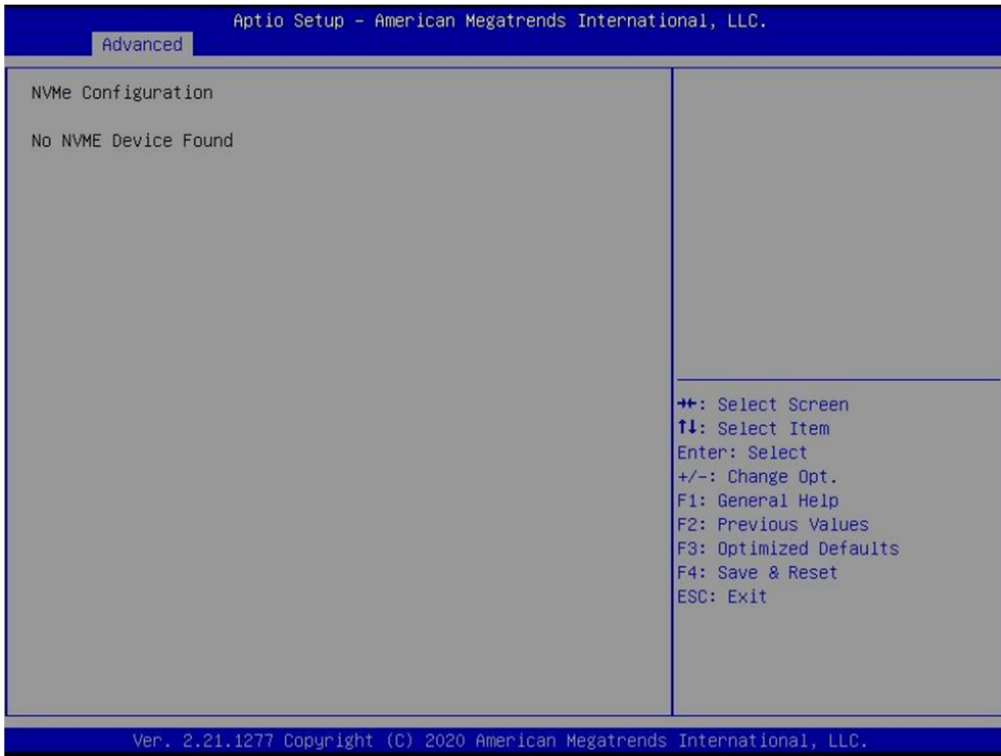 Aptio Setup – American Megatrends International, LLC.
Advanced
NVMe Configuration
No NVME Device Found
→←: Select Screen
↑↓: Select Item
Enter: Select
+/-: Change Opt.
F1: General Help
F2: Previous Values
F3: Optimized Defaults
F4: Save & Reset
ESC: Exit
Ver. 2.21.1277 Copyright (C) 2020 American Megatrends International, LLC.